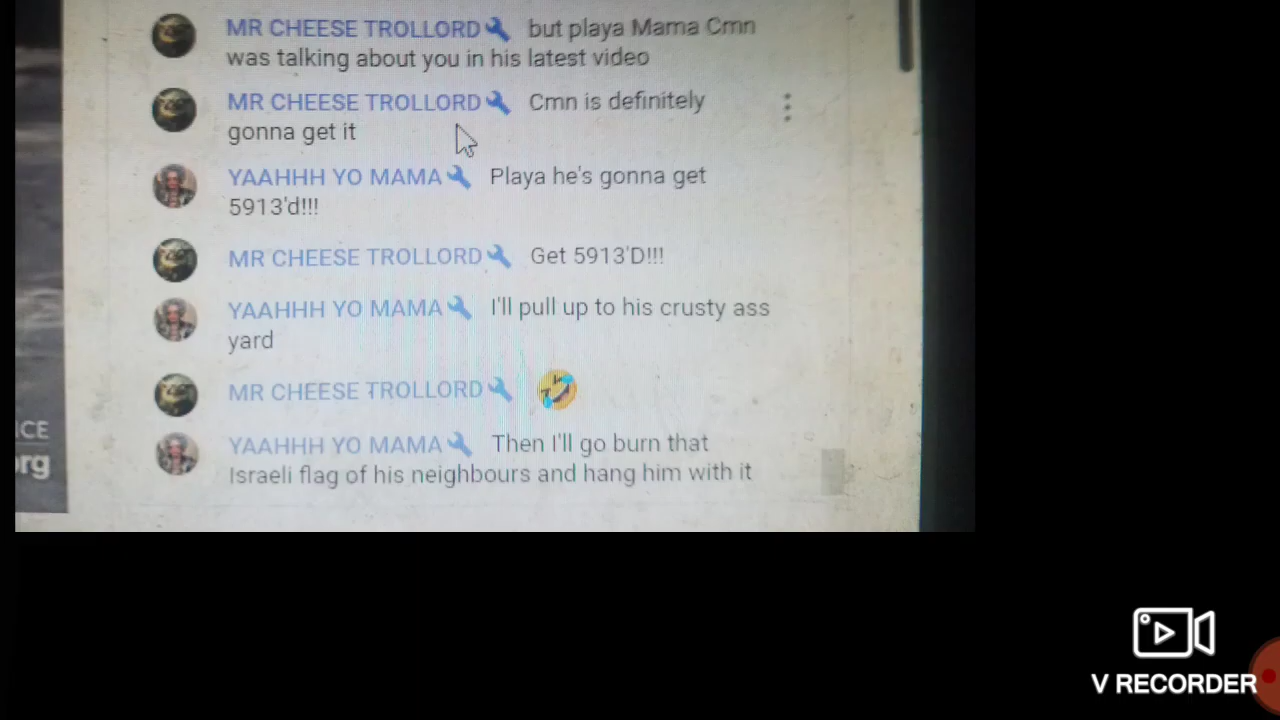 MR CHEESE TROLLORD but playa Mama Cmn
was talking about you in his latest video
MR CHEESE TROLLORD Cmn is definitely
gonna get it
YAAHHH YO MAMA Playa he's gonna get
5913'd!!!
MR CHEESE TROLLORD Get 5913'D!!!
YAAHHH YO MAMA I'll pull up to his crusty ass
yard
MR CHEESE TROLLORD 🤣
YAAHHH YO MAMA Then I'll go burn that
Israeli flag of his neighbours and hang him with it
ICE
org
V RECORDER